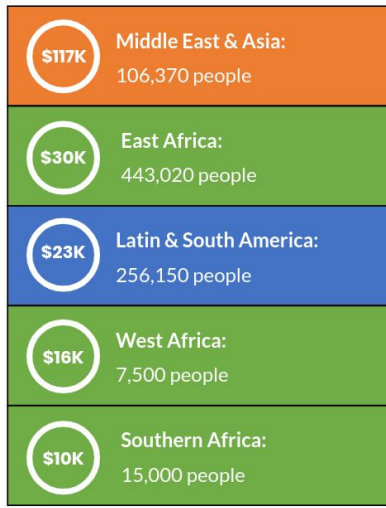 $117K
Middle East & Asia:
106,370 people
$30K
East Africa:
443,020 people
$23K
Latin & South America:
256,150 people
$16K
West Africa:
7,500 people
$10K
Southern Africa:
15,000 people